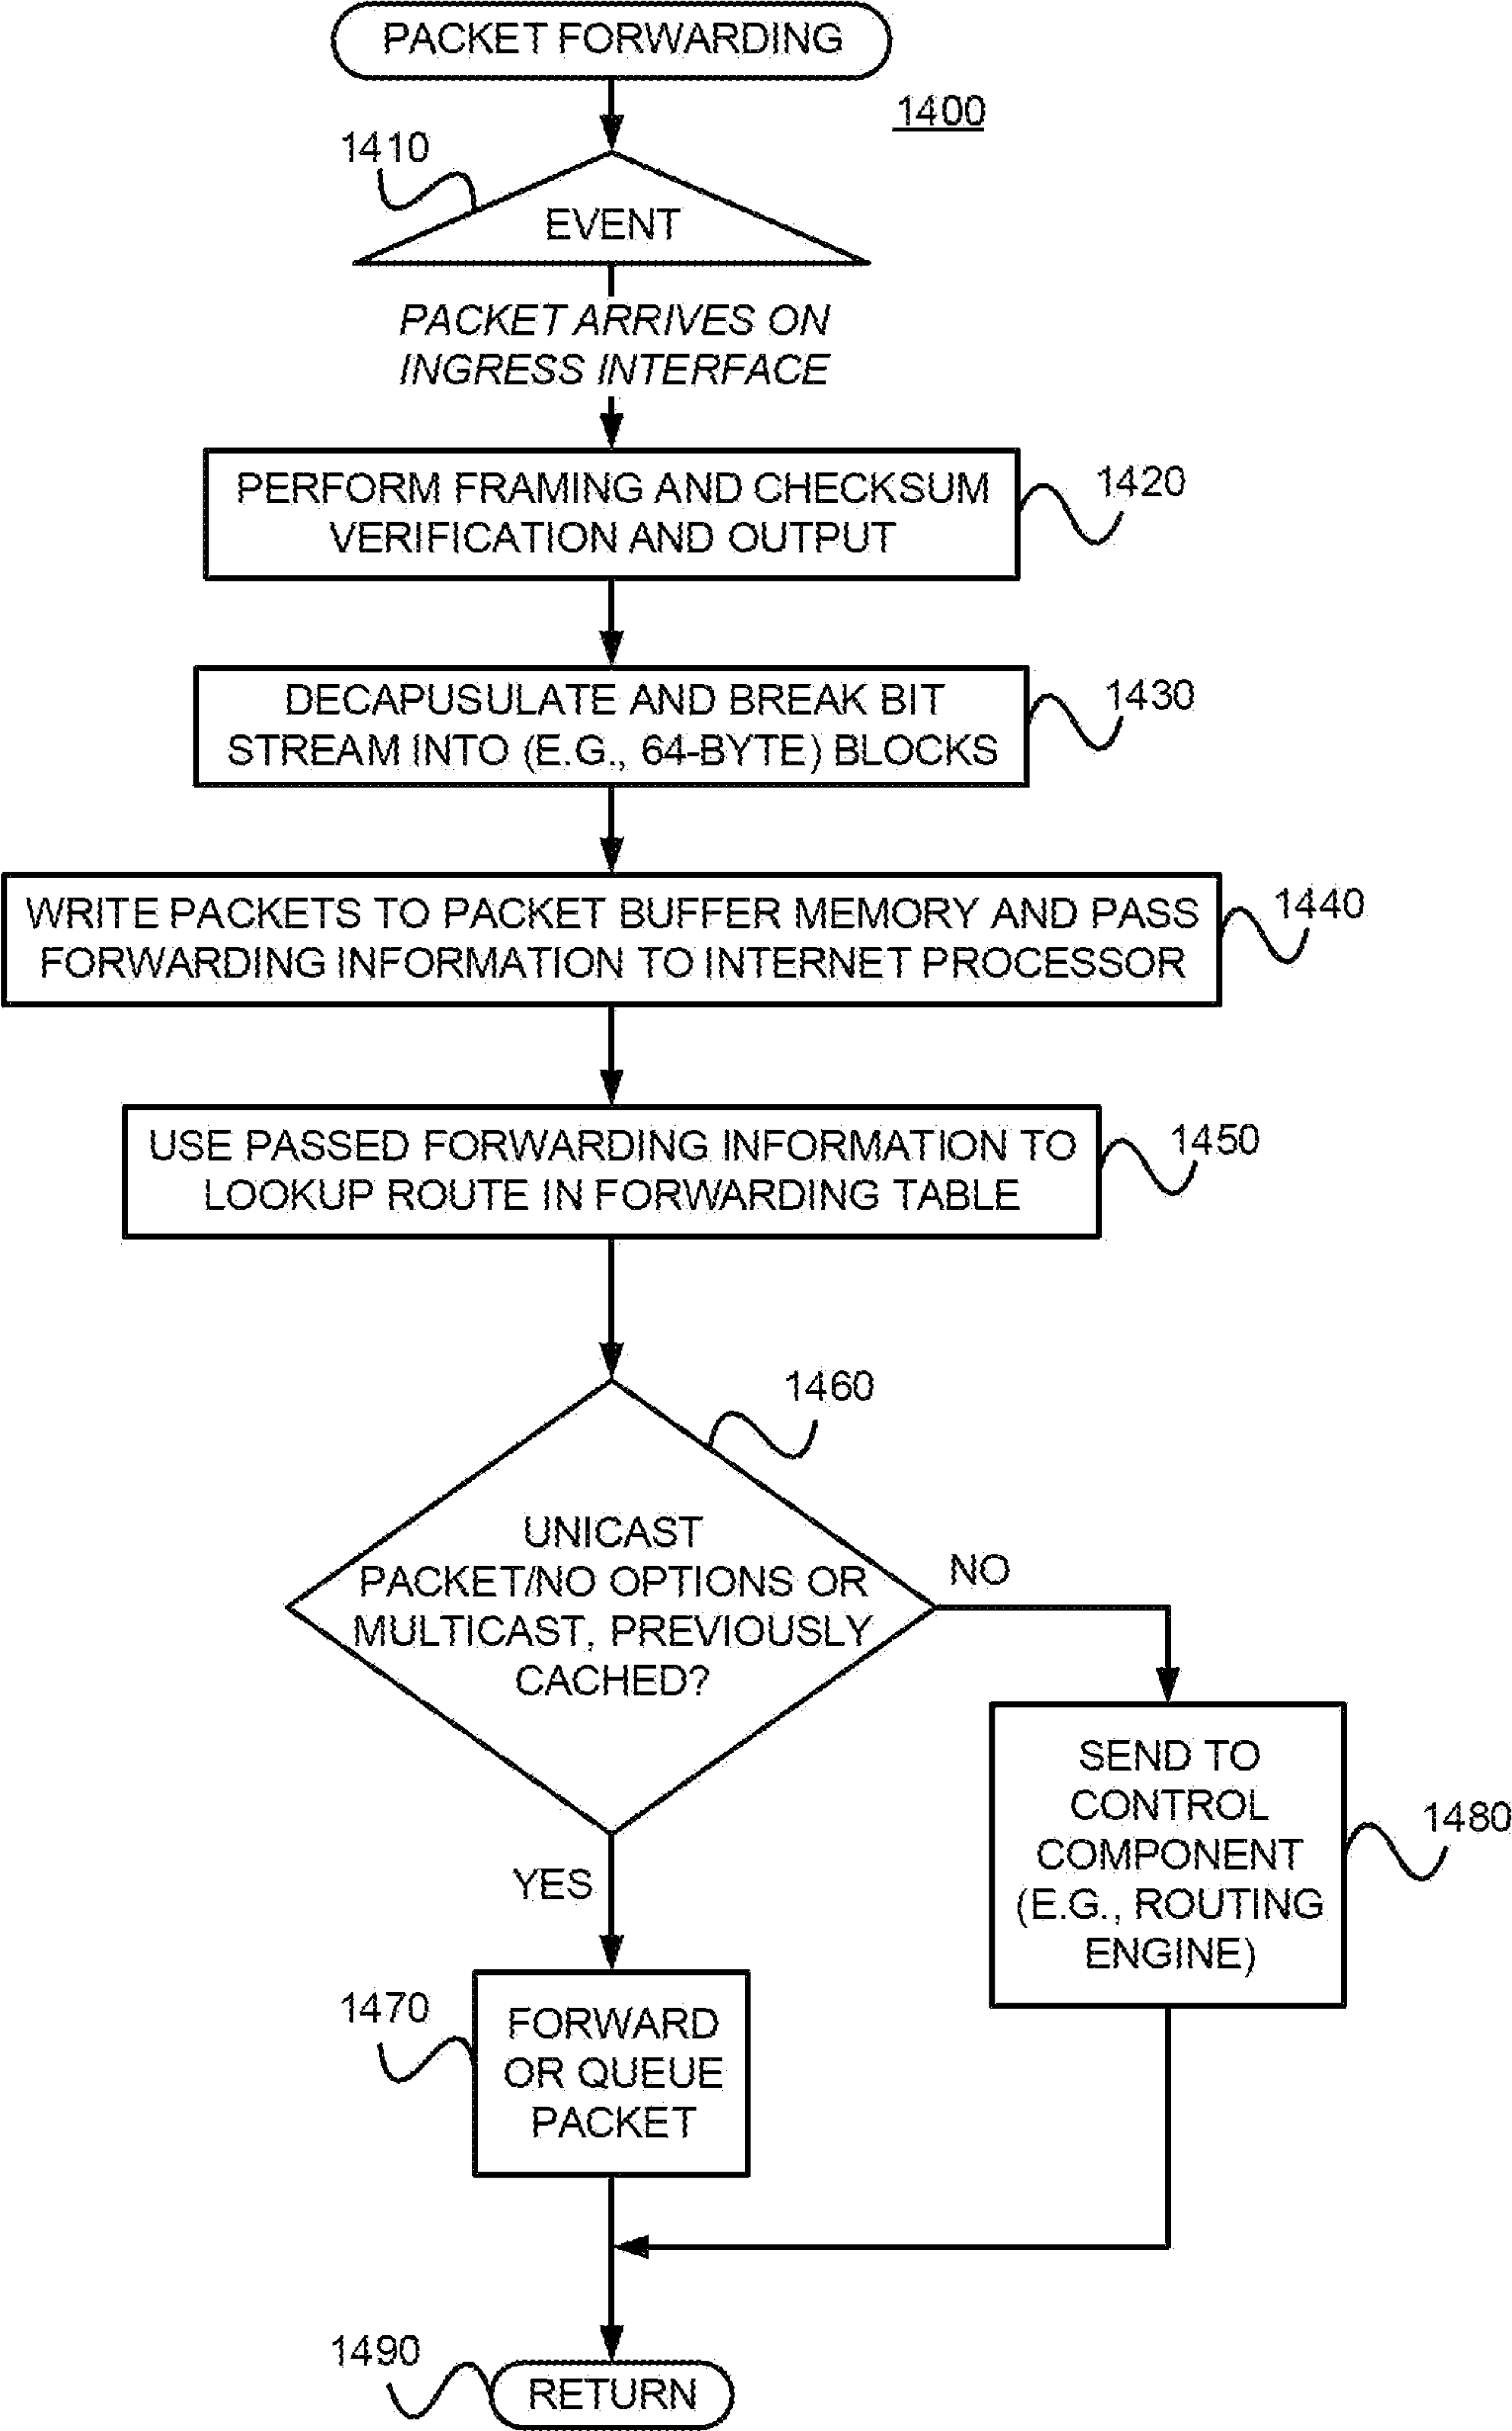 PACKET FORWARDING
1400
1410
EVENT
PACKET ARRIVES ON
INGRESS INTERFACE
PERFORM FRAMING AND CHECKSUM
VERIFICATION AND OUTPUT
1420
DECAPUSULATE AND BREAK BIT
STREAM INTO (E.G., 64-BYTE) BLOCKS
1430
WRITE PACKETS TO PACKET BUFFER MEMORY AND PASS
FORWARDING INFORMATION TO INTERNET PROCESSOR
1440
USE PASSED FORWARDING INFORMATION TO
LOOKUP ROUTE IN FORWARDING TABLE
1450
1460
UNICAST
PACKET/NO OPTIONS OR
MULTICAST, PREVIOUSLY
CACHED?
NO
SEND TO
CONTROL
COMPONENT
(E.G., ROUTING
ENGINE)
1480
YES
1470
FORWARD
OR QUEUE
PACKET
1490
RETURN